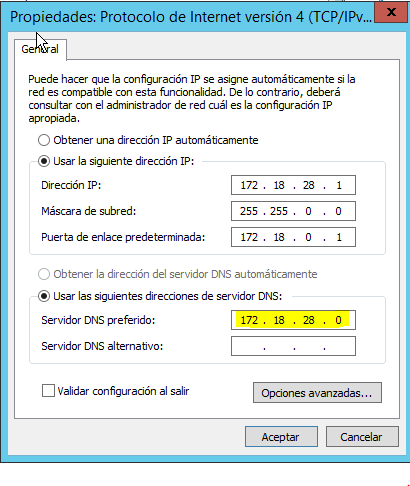 Propiedades: Protocolo de Internet versión 4 (TCP/IPv... x
General
Puede hacer que la configuración IP se asigne automáticamente si la
red es compatible con esta funcionalidad. De lo contrario, deberá
consultar con el administrador de red cuál es la configuración IP
apropiada.
Obtener una dirección IP automáticamente
Usar la siguiente dirección IP:
Dirección IP: 172 . 18 . 28 . 1
Máscara de subred: 255 . 255 . 0 . 0
Puerta de enlace predeterminada: 172 . 18 . 0 . 1
Obtener la dirección del servidor DNS automáticamente
Usar las siguientes direcciones de servidor DNS:
Servidor DNS preferido: 172 . 18 . 28 . 0
Servidor DNS alternativo: . . .
Validar configuración al salir Opciones avanzadas...
Aceptar Cancelar